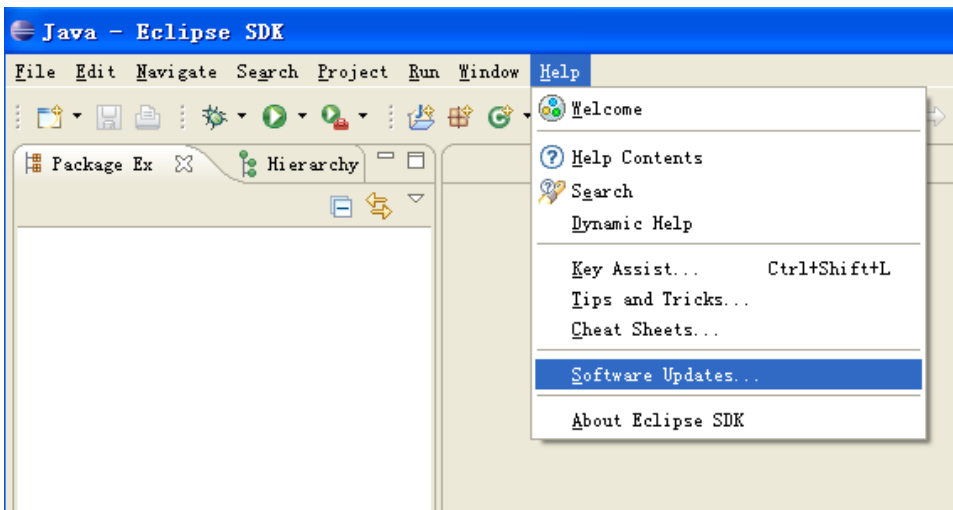 Java - Eclipse SDK
File Edit Navigate Search Project Run Window Help
Welcome
Package Ex Hierarchy
Help Contents
Search
Dynamic Help
Key Assist... Ctrl+Shift+L
Tips and Tricks...
Cheat Sheets...
Software Updates...
About Eclipse SDK